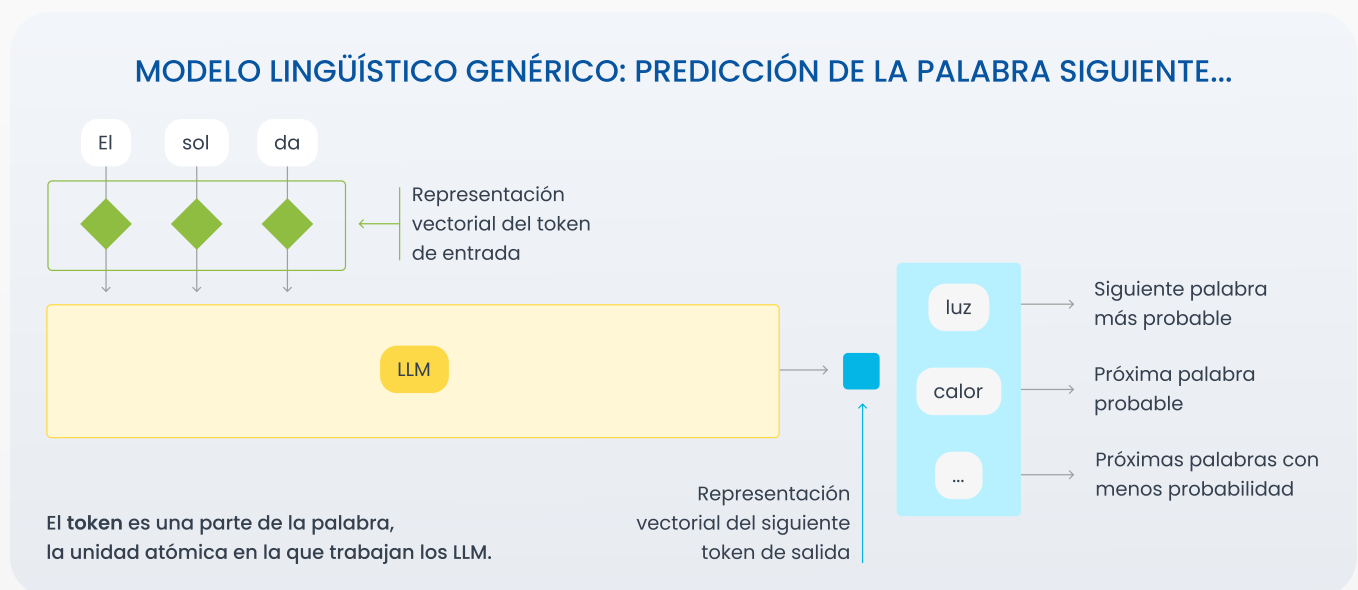 MODELO LINGÜÍSTICO GENÉRICO: PREDICCIÓN DE LA PALABRA SIGUIENTE...
El
sol
da
Representación
vectorial del token
de entrada
LLM
luz
calor
...
Siguiente palabra
más probable
Próxima palabra
probable
Próximas palabras con
menos probabilidad
Representación
vectorial del siguiente
token de salida
El token es una parte de la palabra,
la unidad atómica en la que trabajan los LLM.